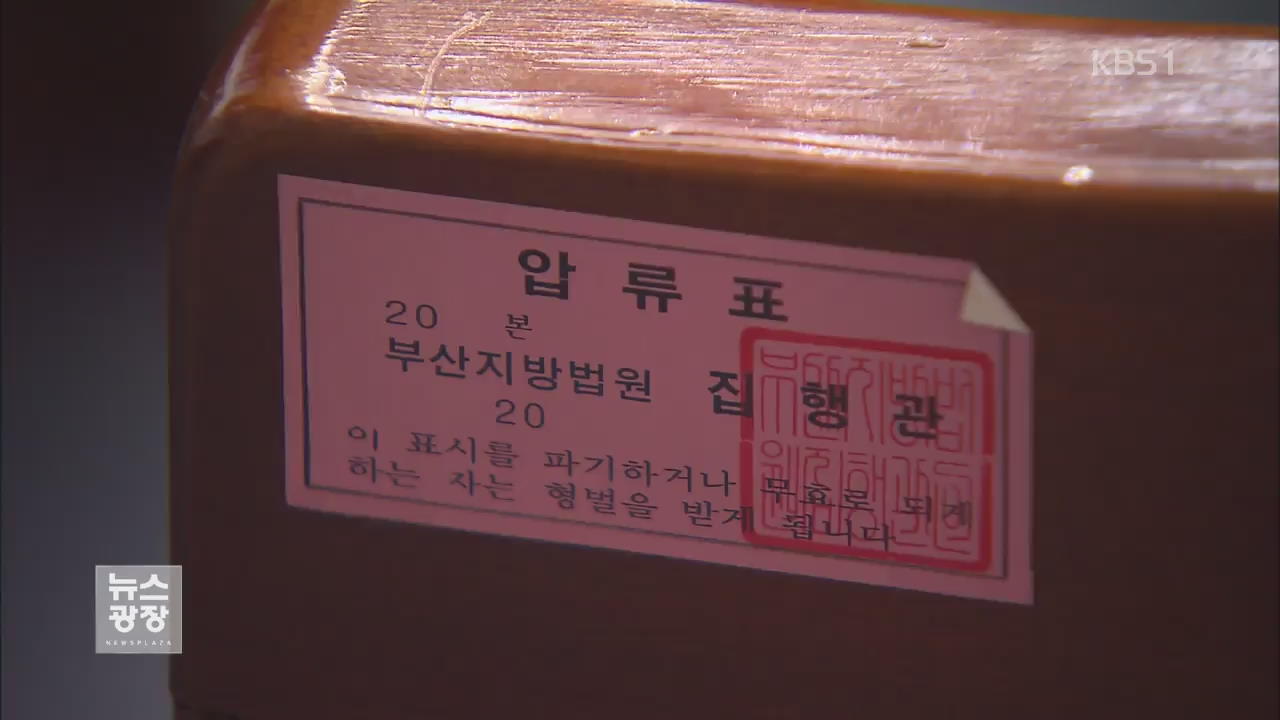 KBS1
압류표
20 본
부산지방법원 집행관
20
이 표시를 파기하거나 무효로 되게
하는 자는 형벌을 받게 됩니다
뉴스
광장
NEWSPLAZA